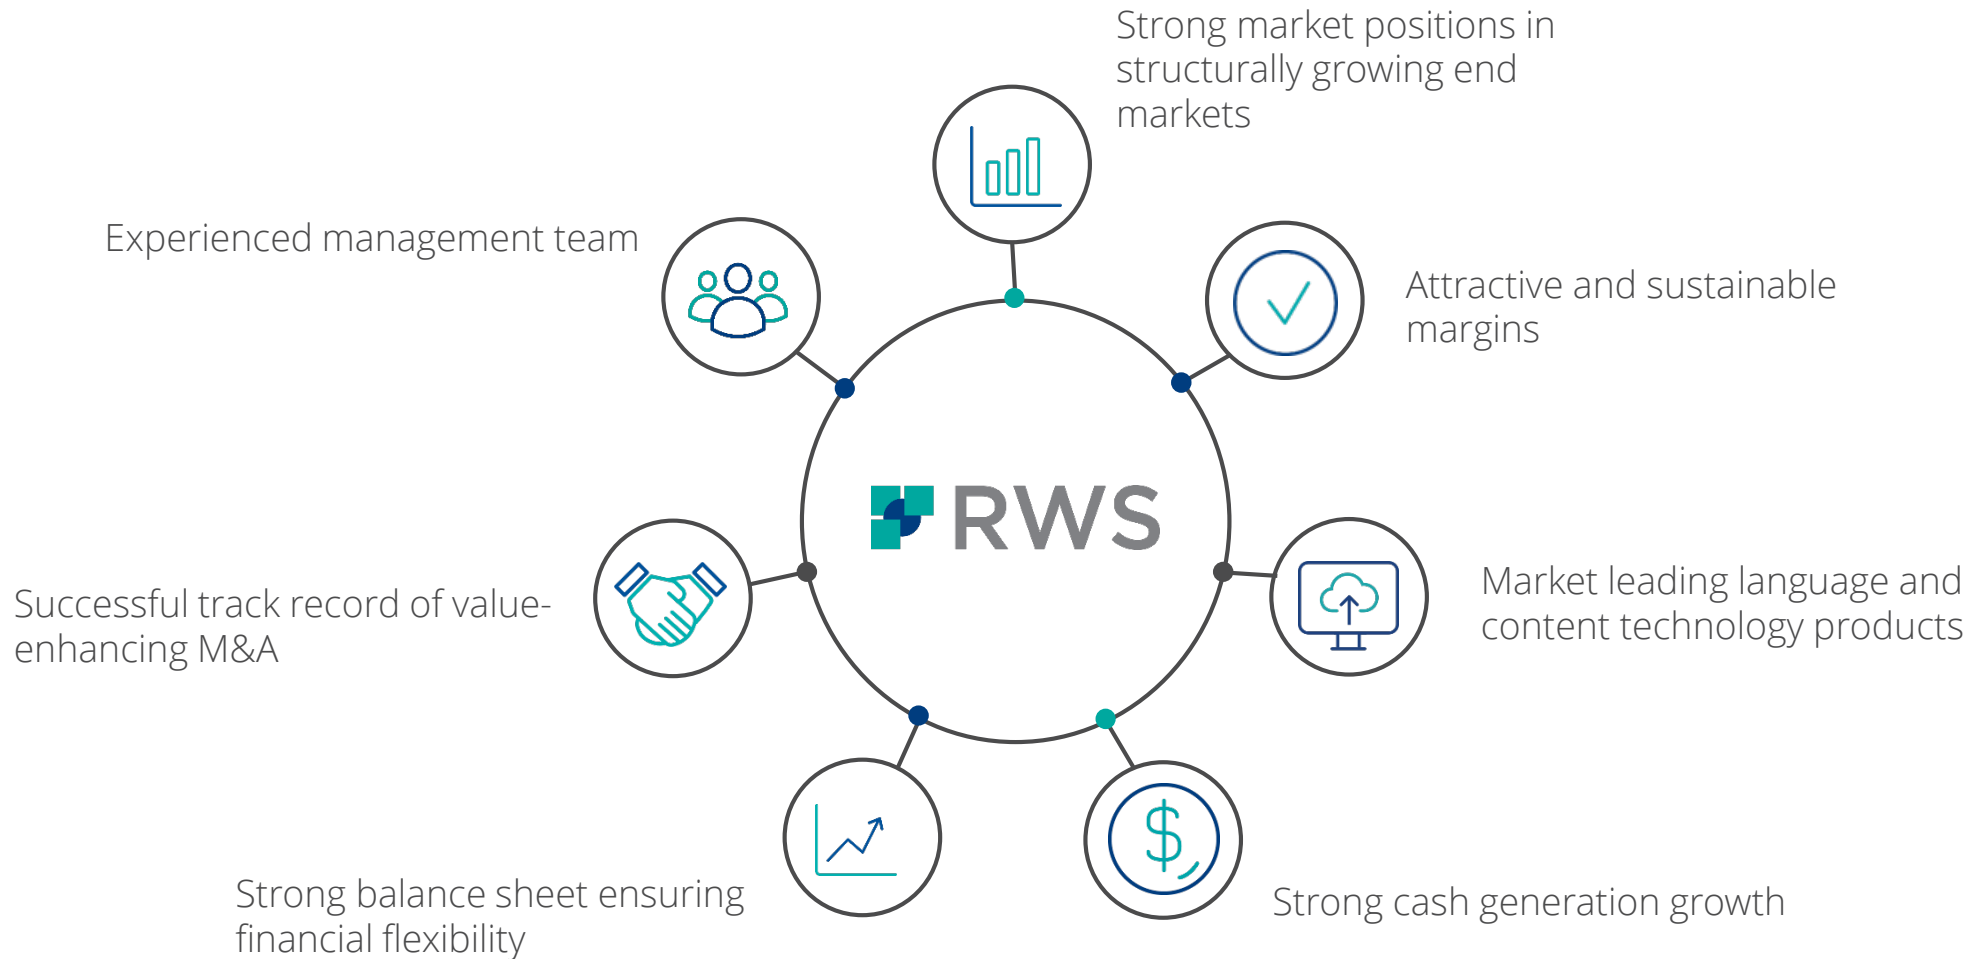 Strong market positions in
structurally growing end
markets
Experienced management team
Attractive and sustainable
margins
RWS
Market leading language and
content technology products
Successful track record of value-
enhancing M&A
Strong balance sheet ensuring
financial flexibility
Strong cash generation growth